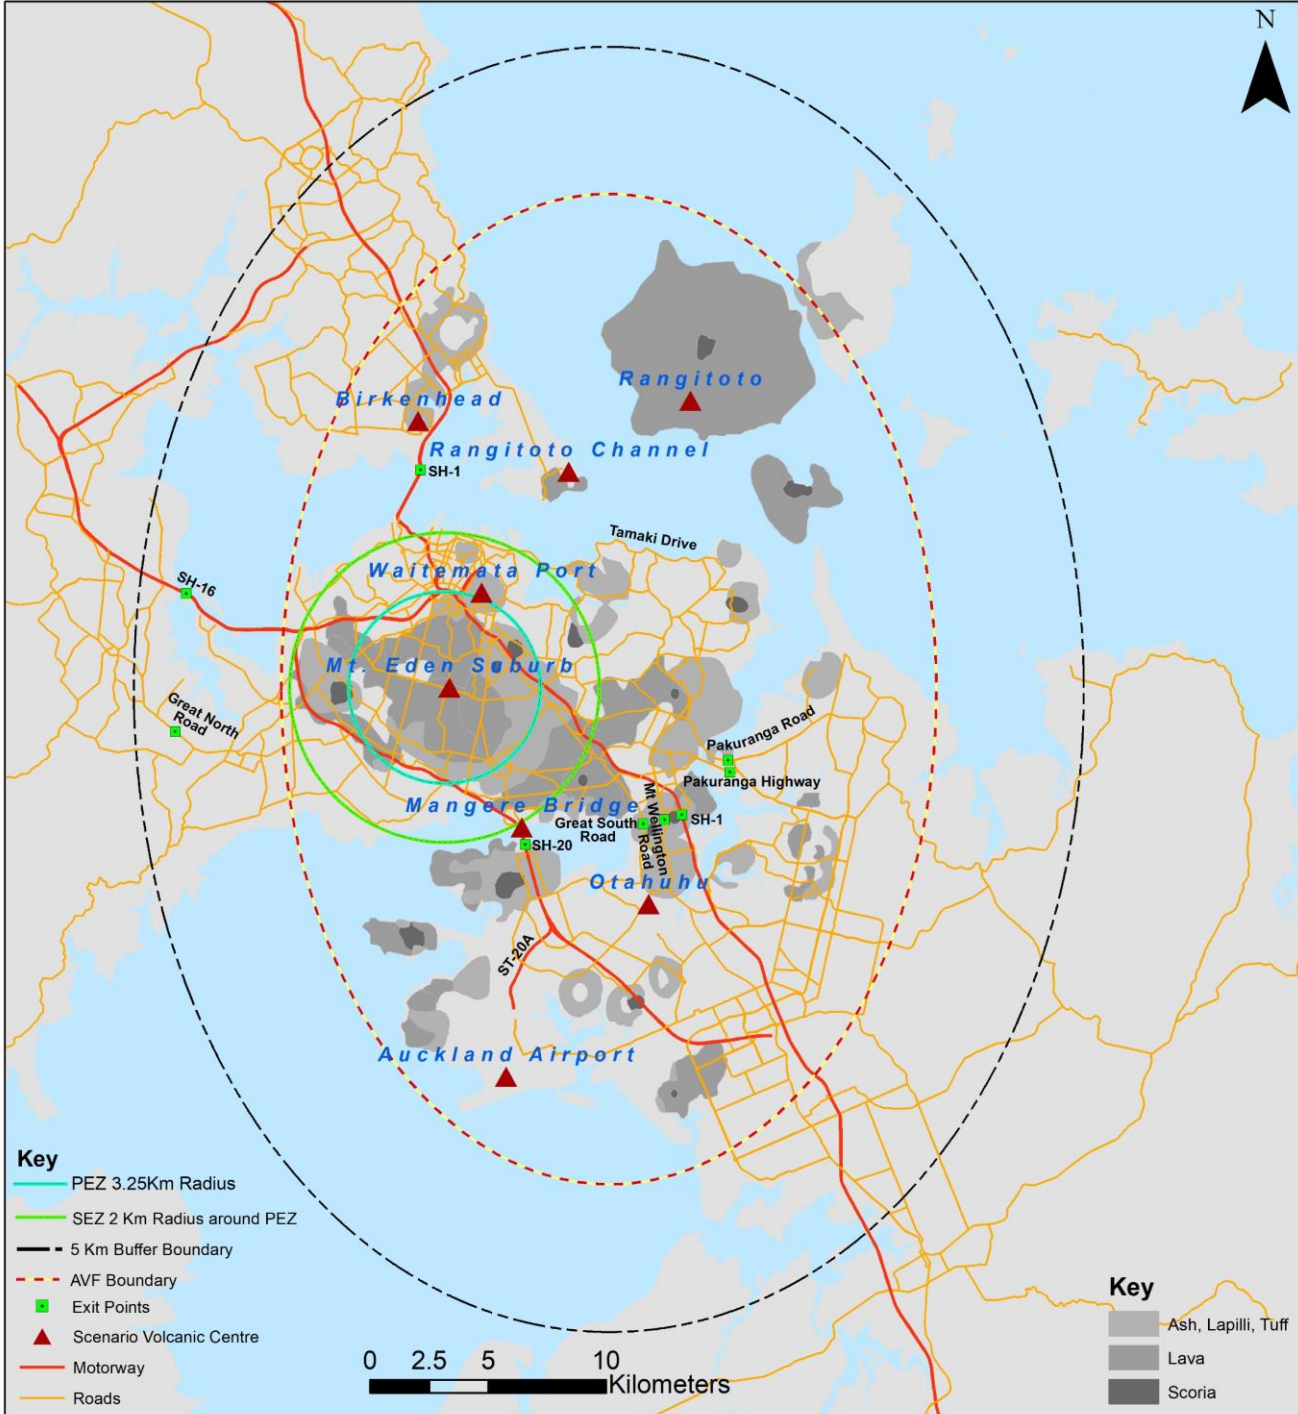 N
Rangitoto
Birkenhead
Rangitoto Channel
SH-1
Tamaki Drive
Waitemata Port
SH-16
Mt. Eden Suburb
Great North
Road
Pakuranga Road
Pakuranga Highway
Mangere Bridge
Mt Wellington
Road
Great South
Road
SH-1
SH-20
Otahuhu
ST-20A
Auckland Airport
Key
PEZ 3.25Km Radius
SEZ 2 Km Radius around PEZ
5 Km Buffer Boundary
AVF Boundary
Exit Points
Scenario Volcanic Centre
Motorway
Roads
0 2.5 5 10
Kilometers
Key
Ash, Lapilli, Tuff
Lava
Scoria